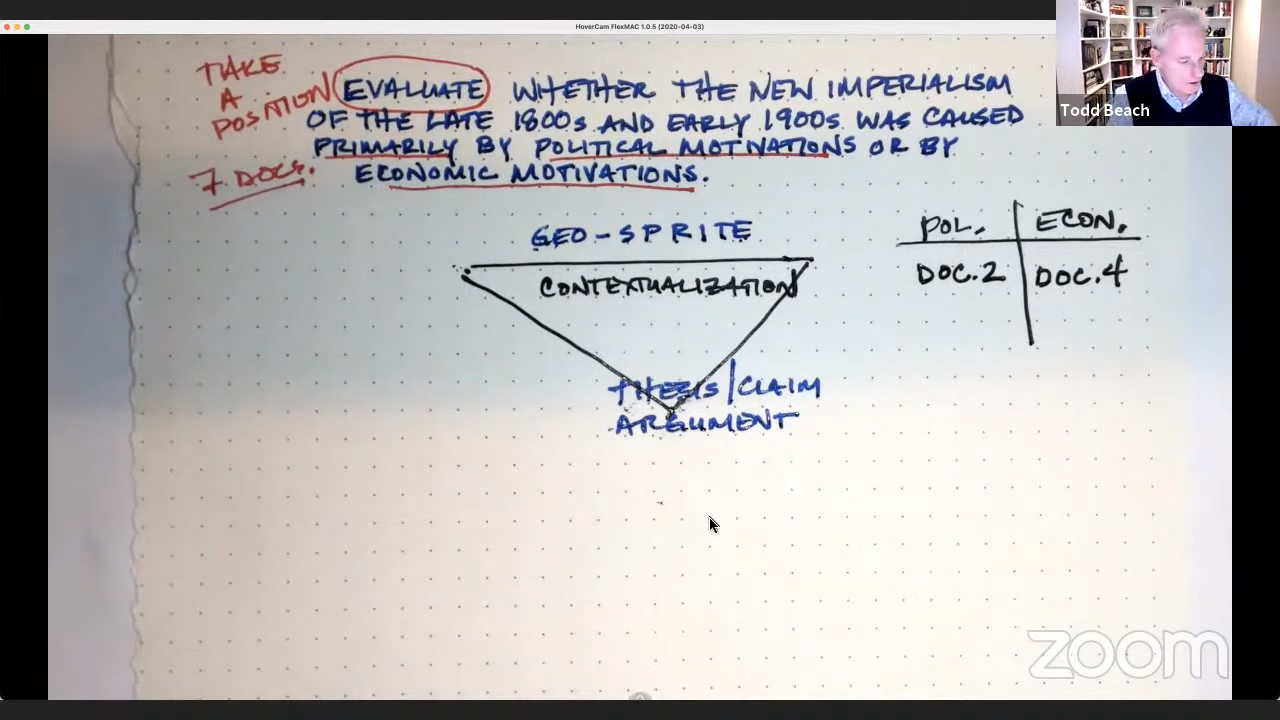 HoverCam FlexMAC 1.0.5 (2020-04-03)
Todd Beach
TAKE
A
POSITION
EVALUATE WHETHER THE NEW IMPERIALISM
OF THE LATE 1800s AND EARLY 1900s WAS CAUSED
PRIMARILY BY POLITICAL MOTIVATIONS OR BY
7 DOCS.
ECONOMIC MOTIVATIONS.
GEO-SPRITE
CONTEXTUALIZATION
THESIS/CLAIM
ARGUMENT
POL. ECON.
DOC.2 DOC.4
zoom